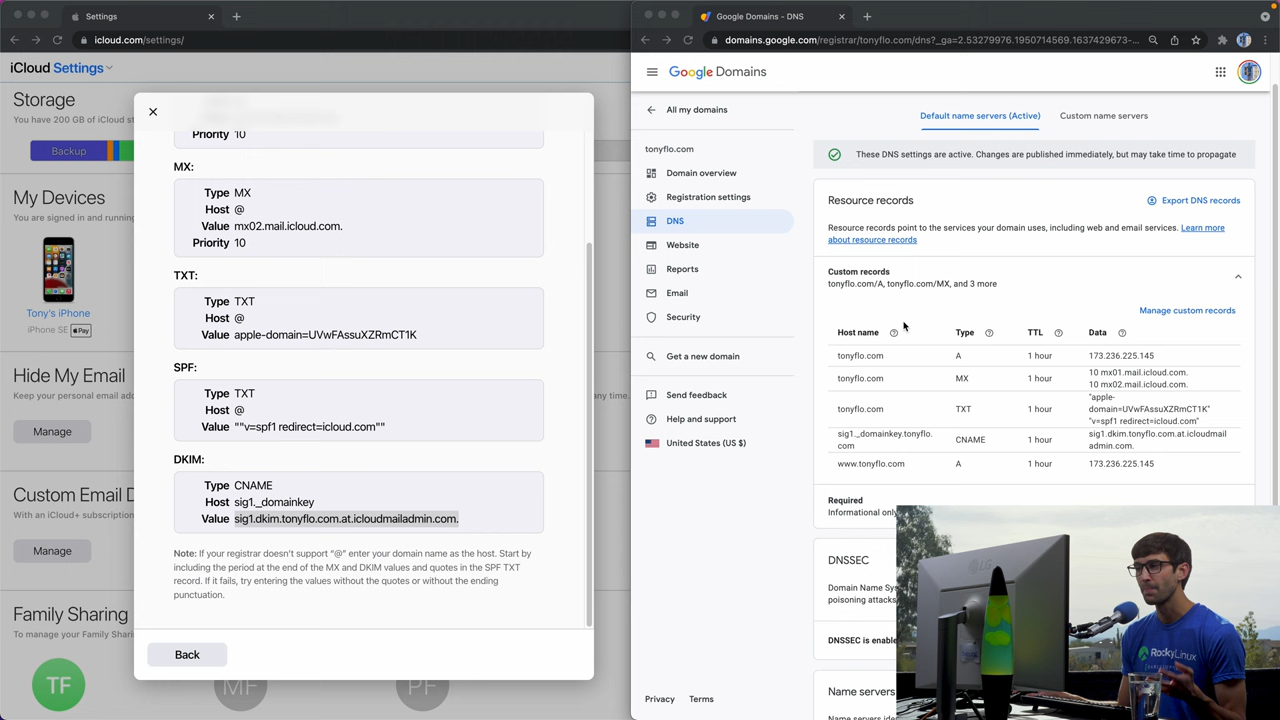 Settings
icloud.com/settings/
iCloud Settings
Storage
You have 200 GB of iCloud st
Backup
My Devices
You are signed in and running
Tony's iPhone
iPhone SE Pay
Hide My Email
Keep your personal email add
any time.
Manage
Custom Email D
With an iCloud+ subscription
Manage
Family Sharing
To manage your Family Shari
TF
MF
PF
Priority 10
MX:
Type MX
Host @
Value mx02.mail.icloud.com.
Priority 10
TXT:
Type TXT
Host @
Value apple-domain=UVwFAssuXZRmCT1K
SPF:
Type TXT
Host @
Value ""v=spf1 redirect=icloud.com""
DKIM:
Type CNAME
Host sig1._domainkey
Value sig1.dkim.tonyflo.com.at.icloudmailadmin.com.
Note: If your registrar doesn't support “@” enter your domain name as the host. Start by
including the period at the end of the MX and DKIM values and quotes in the SPF TXT
record. If it fails, try entering the values without the quotes or without the ending
punctuation.
Back
Google Domains - DNS
domains.google.com/registrar/tonyflo.com/dns?_ga=2.53279976.1950714569.1637429673-...
Google Domains
All my domains
tonyflo.com
Domain overview
Registration settings
DNS
Website
Reports
Email
Security
Get a new domain
Send feedback
Help and support
United States (US $)
Privacy Terms
Default name servers (Active) Custom name servers
These DNS settings are active. Changes are published immediately, but may take time to propagate
Resource records
Export DNS records
Resource records point to the services your domain uses, including web and email services. Learn more
about resource records
Custom records
tonyflo.com/A, tonyflo.com/MX, and 3 more
Manage custom records
Host name Type TTL Data
tonyflo.com A 1 hour 173.236.225.145
tonyflo.com MX 1 hour 10 mx01.mail.icloud.com.
10 mx02.mail.icloud.com.
tonyflo.com TXT 1 hour "apple-
domain=UVwFAssuXZRmCT1K"
"v=spf1 redirect=icloud.com"
sig1._domainkey.tonyflo.
com CNAME 1 hour sig1.dkim.tonyflo.com.at.icloudmail
admin.com.
www.tonyflo.com A 1 hour 173.236.225.145
Required
Informational only
DNSSEC
Domain Name Sys
poisoning attacks
DNSSEC is enable
Name servers
Name servers ide
LG
RockyLinux